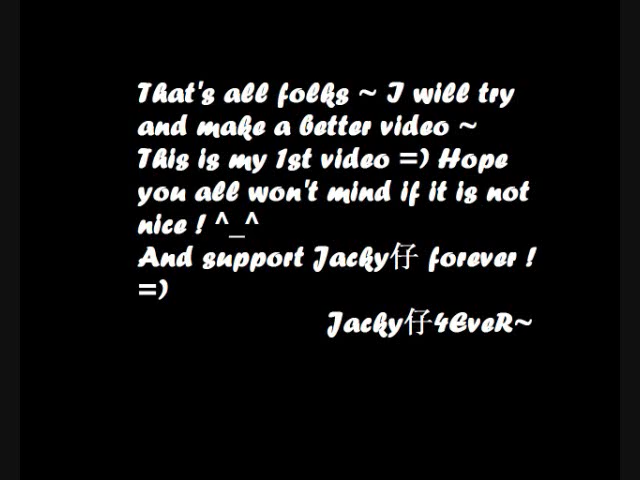 That's all folks ~ I will try
and make a better video ~
This is my 1st video =) Hope
you all won't mind if it is not
nice ! ^_^
And support Jacky仔 forever !
=)
Jacky仔4EveR~